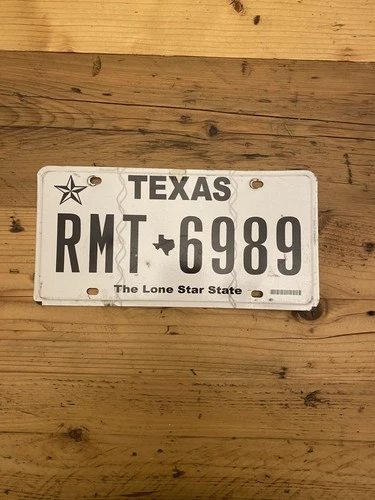 TEXAS
RMT 6989
The Lone Star State